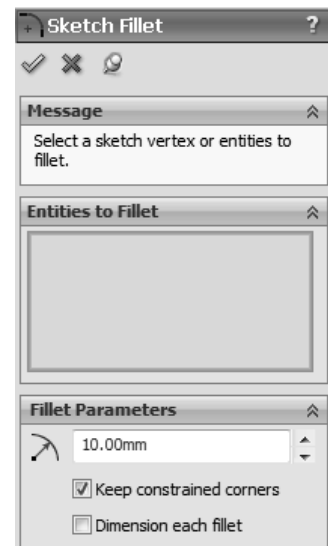 Sketch Fillet ?
Message
Select a sketch vertex or entities to
fillet.
Entities to Fillet
Fillet Parameters
10.00mm
Keep constrained corners
Dimension each fillet